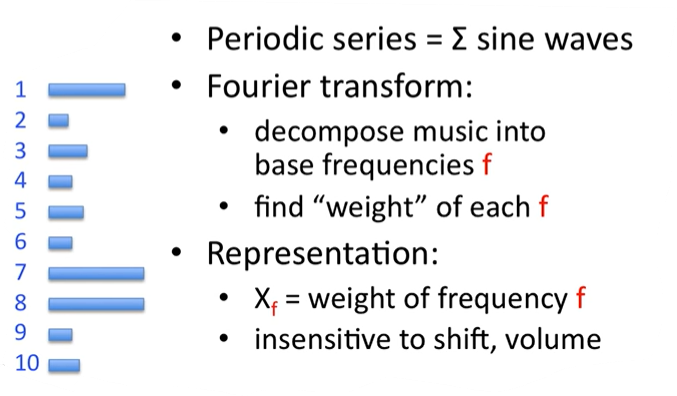 • Periodic series = Σ sine waves
• Fourier transform:
• decompose music into
base frequencies f
• find “weight” of each f
• Representation:
• Xf = weight of frequency f
• insensitive to shift, volume
1
2
3
4
5
6
7
8
9
10